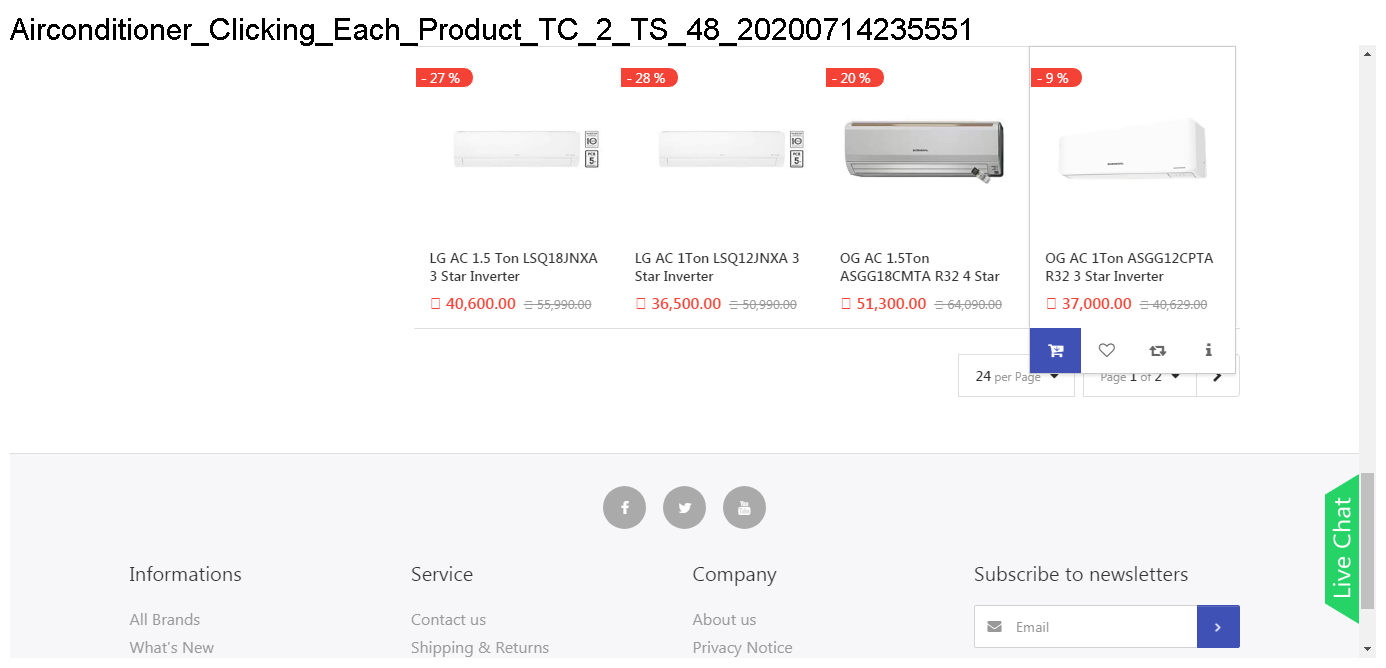 Airconditioner_Clicking_Each_Product_TC_2_TS_48_20200714235551
- 27 %
- 28 %
- 20 %
- 9 %
LG AC 1.5 Ton LSQ18JNXA
3 Star Inverter
40,600.00 55,990.00
LG AC 1Ton LSQ12JNXA 3
Star Inverter
36,500.00 50,990.00
OG AC 1.5Ton
ASGG18CMTA R32 4 Star
51,300.00 64,090.00
OG AC 1Ton ASGG12CPTA
R32 3 Star Inverter
37,000.00 40,629.00
24 per Page
Page 1 of 2
Live Chat
Informations
All Brands
What's New
Service
Contact us
Shipping & Returns
Company
About us
Privacy Notice
Subscribe to newsletters
Email